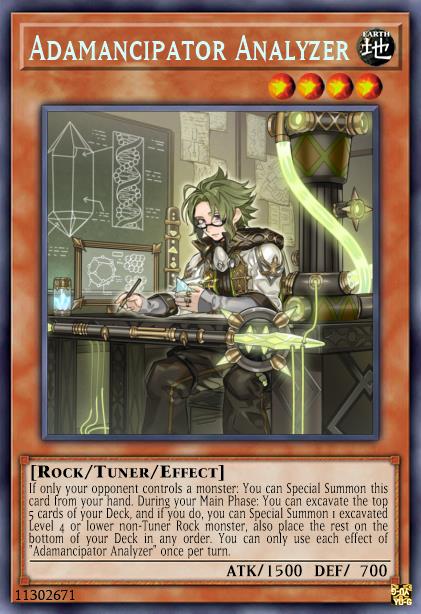 ADAMANCIPATOR ANALYZER
EARTH
地
[ROCK/TUNER/EFFECT]
If only your opponent controls a monster: You can Special Summon this
card from your hand. During your Main Phase: You can excavate the top
5 cards of your Deck, and if you do, you can Special Summon 1 excavated
Level 4 or lower non-Tuner Rock monster, also place the rest on the
bottom of your Deck in any order. You can only use each effect of
"Adamancipator Analyzer" once per turn.
ATK/1500 DEF/ 700
11302671